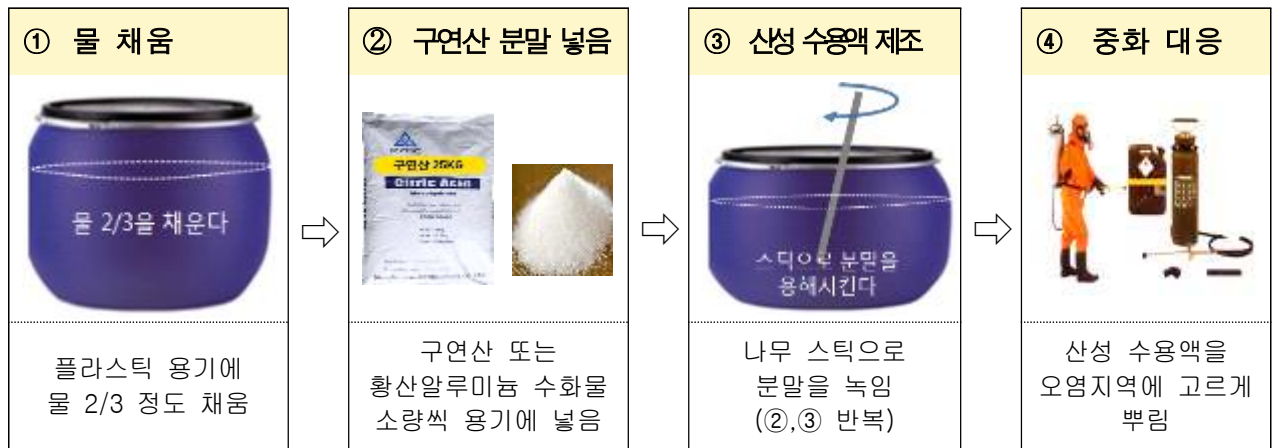 ① 물 채움
② 구연산 분말 넣음
③ 산성 수용액 제조
④ 중화 대응
물 2/3을 채운다
구연산 25KG
Citric Acid
스틱으로 분말을
용해시킨다
플라스틱 용기에
물 2/3 정도 채움
구연산 또는
황산알루미늄 수화물
소량씩 용기에 넣음
나무 스틱으로
분말을 녹임
(②,③ 반복)
산성 수용액을
오염지역에 고르게
뿌림